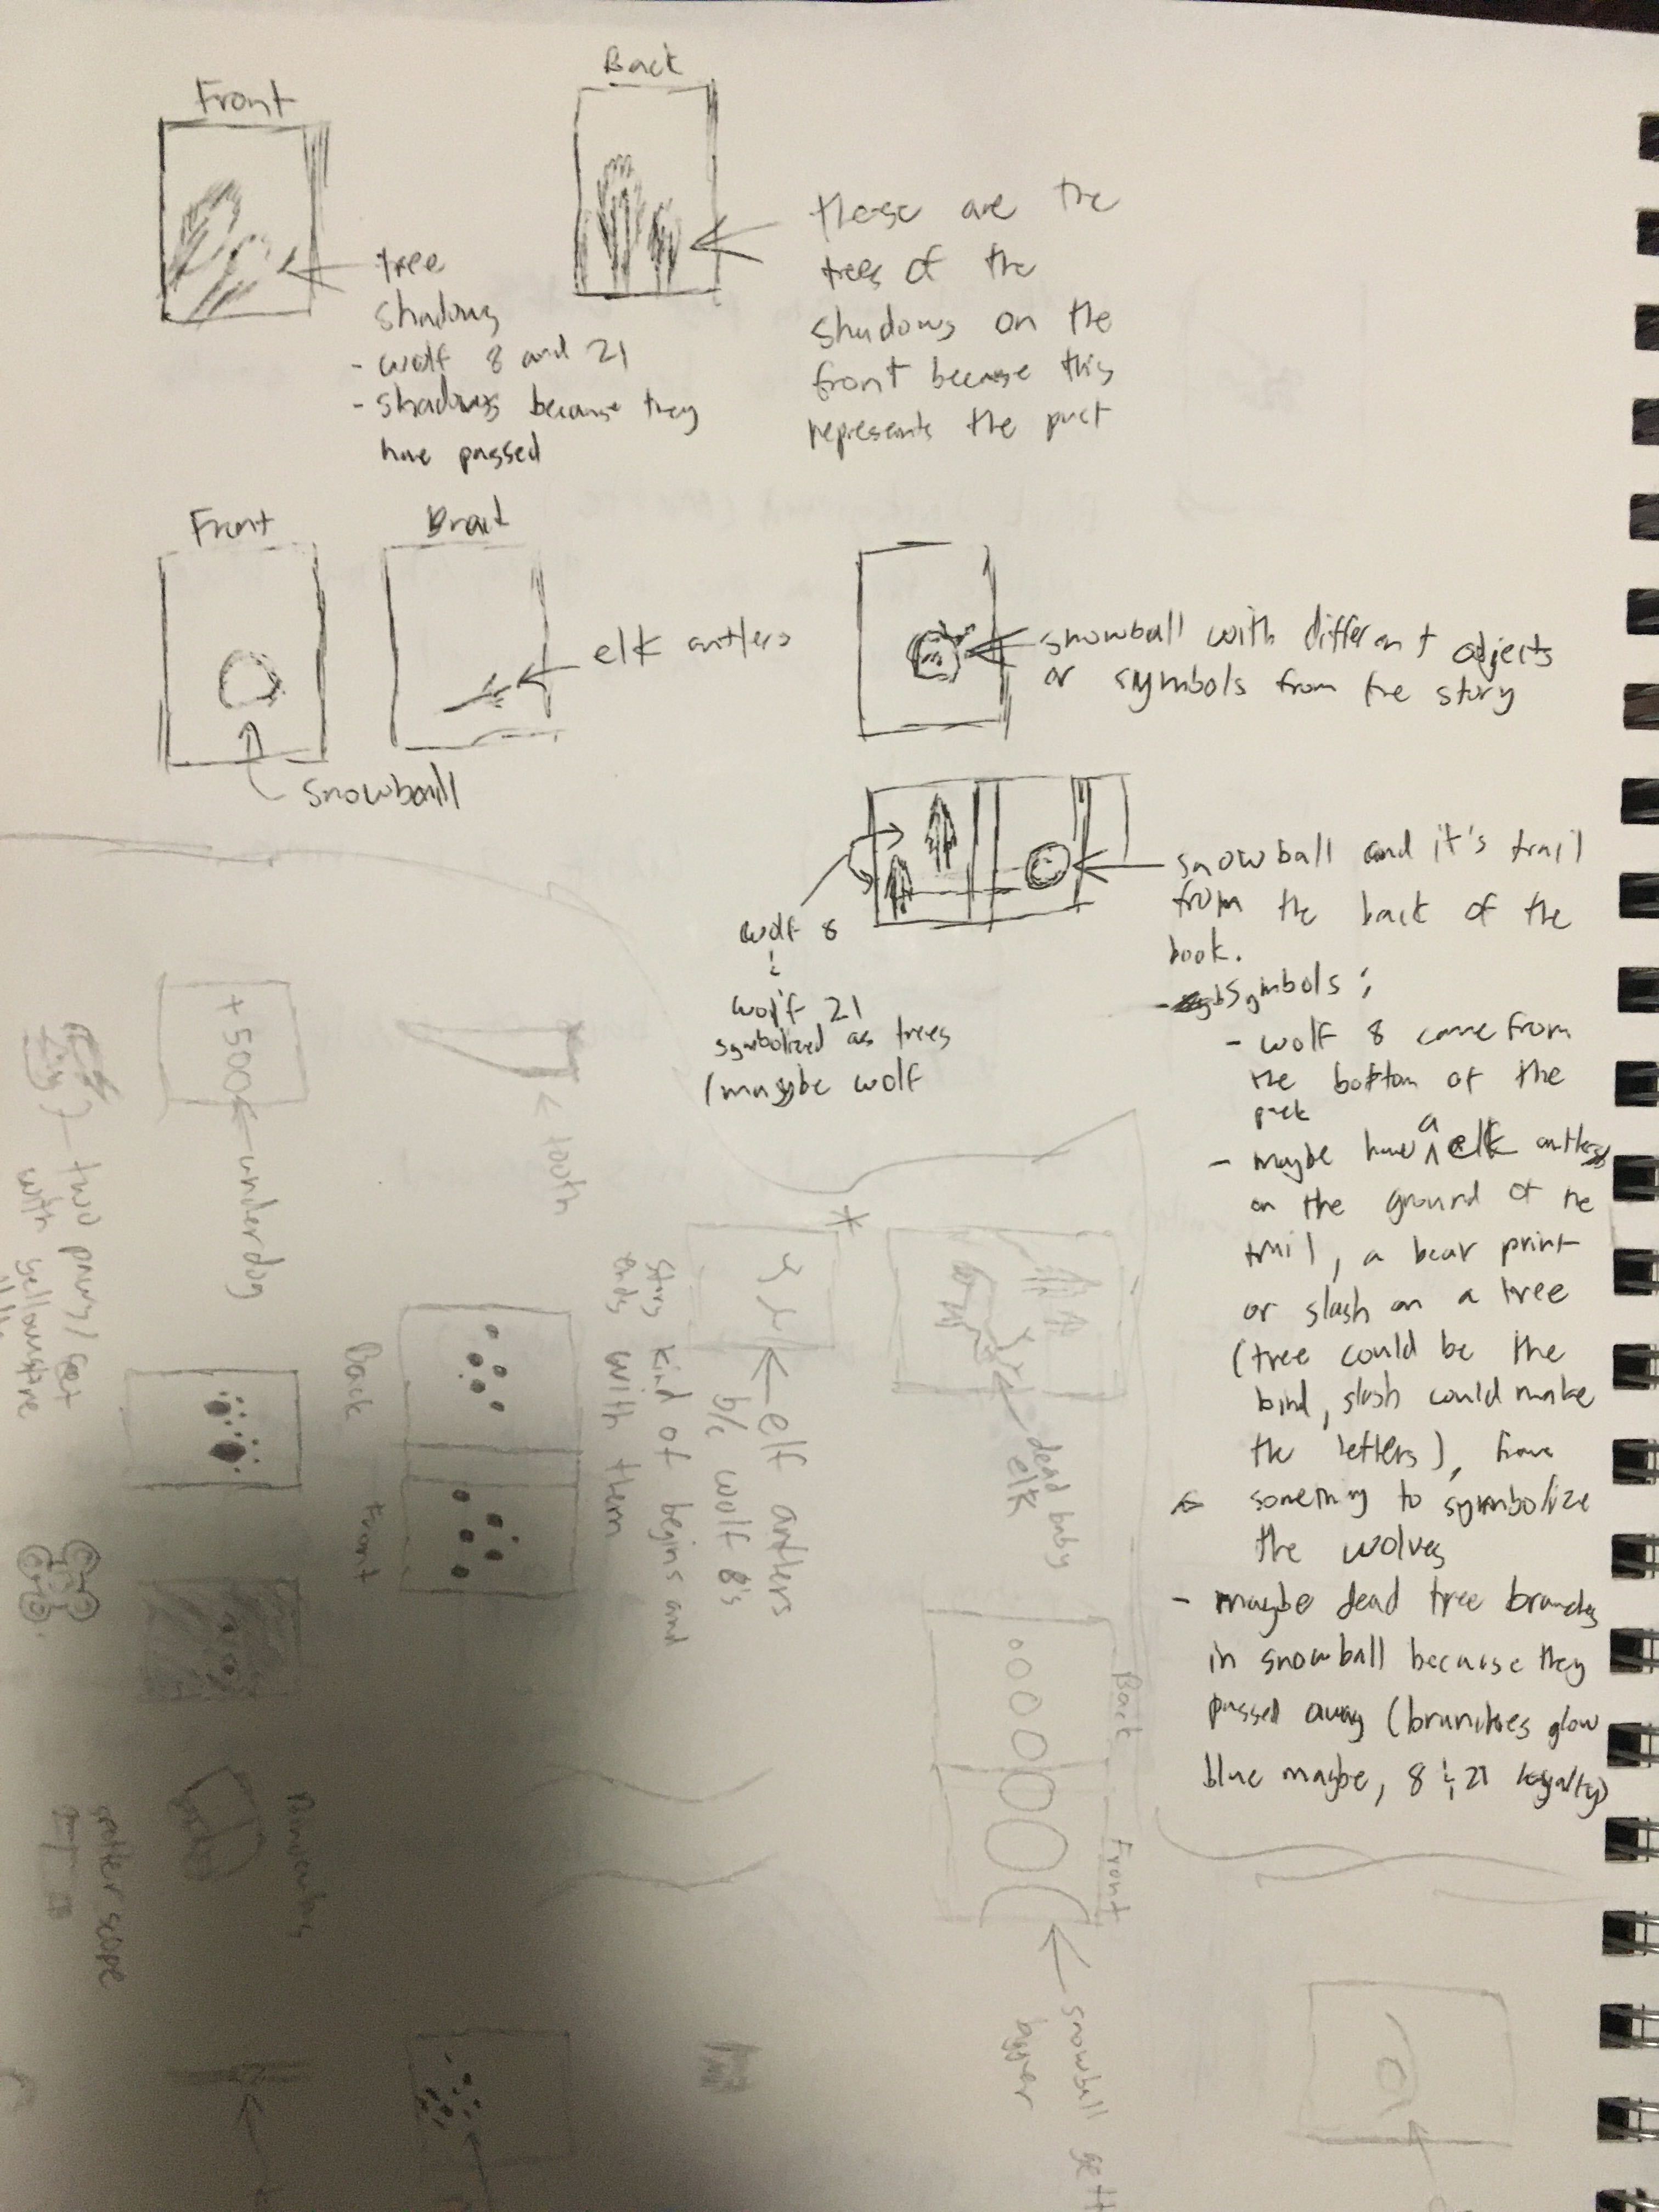 Front
Back
tree
shadows
- wolf 8 and 21
- shadows because they
have passed
these are the
trees of the
shadows on the
front because this
represents the past
Front
Back
elk antlers
snowball
snowball with different objects
or symbols from the story
wolf 8
&
wolf 21
symbolized as trees
(maybe wolf
snowball and it's trail
from the back of the
book.
- symbols:
- wolf 8 came from
the bottom of the
pack
- maybe have a elk antlers
on the ground of the
trail, a bear print
or slash on a tree
(tree could be the
bind, slash could make
the letters), have
something to symbolize
the wolves
- maybe dead tree branches
in snowball because they
passed away (branches glow
blue maybe, 8 & 21 loyalty)
+500
underdog
two paws/
with yellowstone
tooth
elf antlers
b/c wolf 8's
story kind of begins and
ends with them
dead baby
elk
Back
Front
Back
Front
snowball gett
bigger
spotter scope